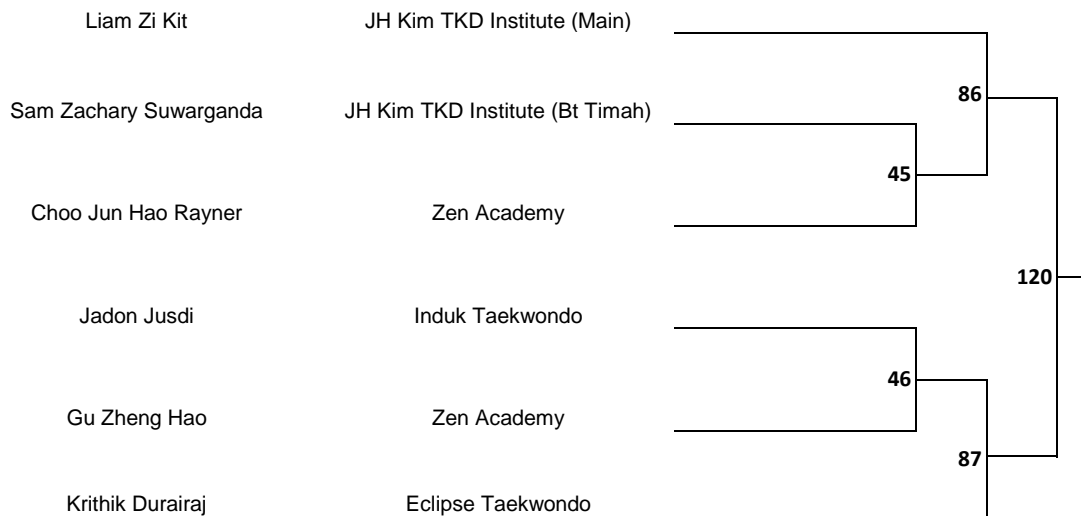 Liam Zi Kit JH Kim TKD Institute (Main)
86
Sam Zachary Suwarganda JH Kim TKD Institute (Bt Timah)
45
Choo Jun Hao Rayner Zen Academy
120
Jadon Jusdi Induk Taekwondo
46
Gu Zheng Hao Zen Academy
87
Krithik Durairaj Eclipse Taekwondo